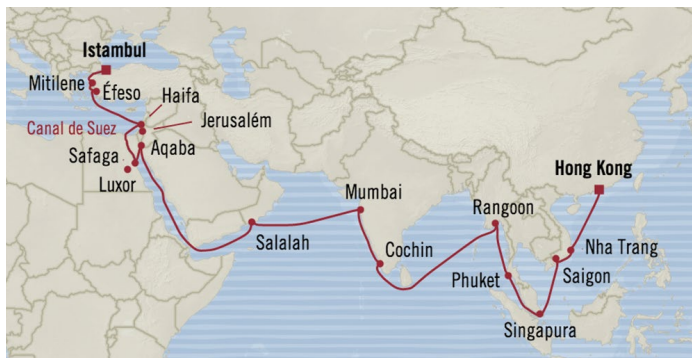 Istambul
Mitilene
Éfeso
Haifa
Jerusalém
Canal de Suez
Aqaba
Safaga
Luxor
Salalah
Mumbai
Cochin
Rangoon
Phuket
Singapura
Saigon
Nha Trang
Hong Kong